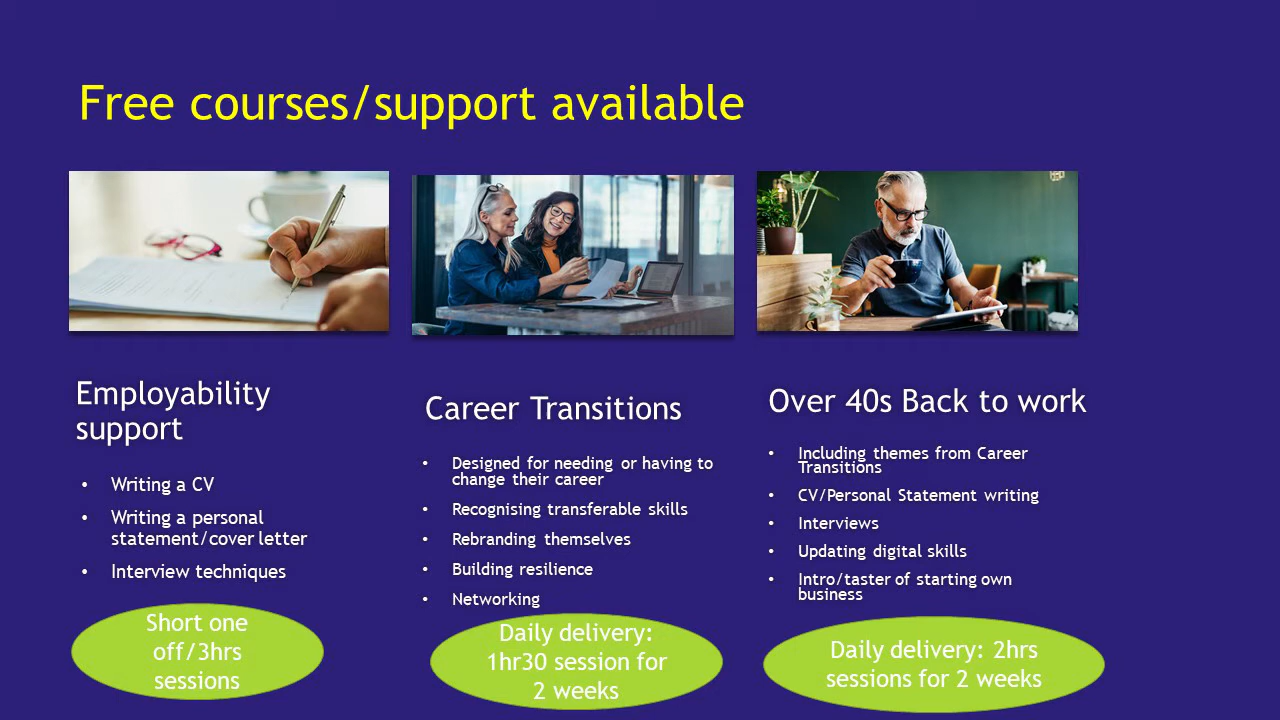 Free courses/support available
Employability
support
• Writing a CV
• Writing a personal
statement/cover letter
• Interview techniques
Short one
off/3hrs
sessions
Career Transitions
• Designed for needing or having to
change their career
• Recognising transferable skills
• Rebranding themselves
• Building resilience
• Networking
Daily delivery:
1hr30 session for
2 weeks
Over 40s Back to work
• Including themes from Career
Transitions
• CV/Personal Statement writing
• Interviews
• Updating digital skills
• Intro/taster of starting own
business
Daily delivery: 2hrs
sessions for 2 weeks